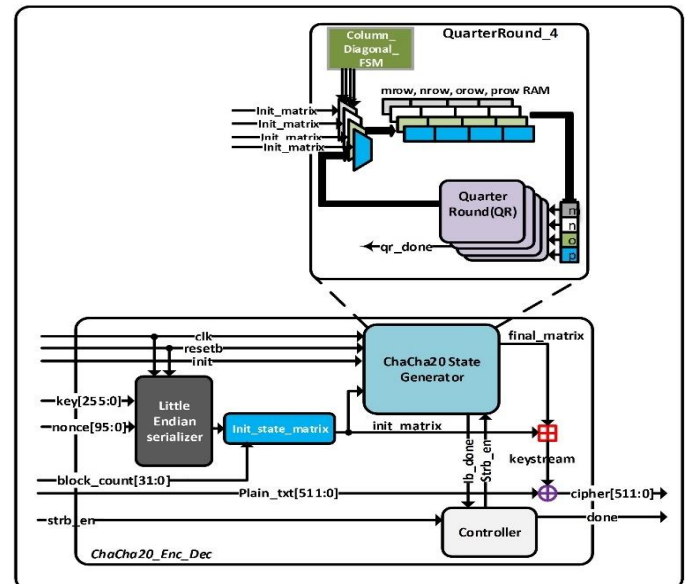 Column_
Diagonal_
FSM
QuarterRound_4
mrow, nrow, orow, prow RAM
Init_matrix
Init_matrix
Init_matrix
Init_matrix
Quarter
Round(QR)
m
n
o
p
qr_done
clk
resetb
init
ChaCha20 State
Generator
final_matrix
key[255:0]
nonce[95:0]
Little
Endian
serializer
Init_state_matrix
init_matrix
Ib_done
Strb_en
keystream
block_count[31:0]
Plain_txt[511:0]
cipher[511:0]
strb_en
Controller
done
ChaCha20_Enc_Dec